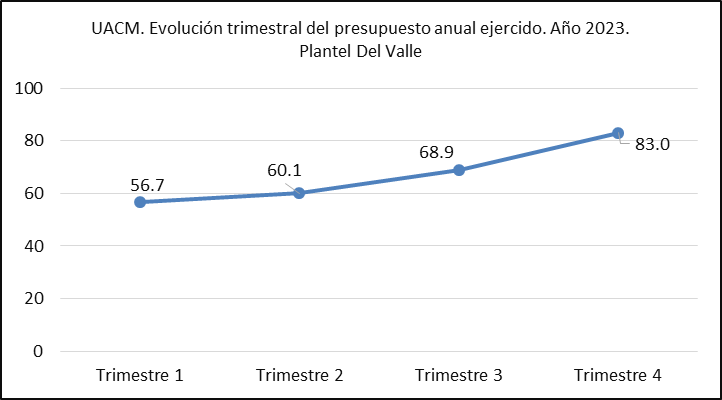 UACM. Evolución trimestral del presupuesto anual ejercido. Año 2023.
Plantel Del Valle
100
80
60
40
20
0
56.7
60.1
68.9
83.0
Trimestre 1
Trimestre 2
Trimestre 3
Trimestre 4